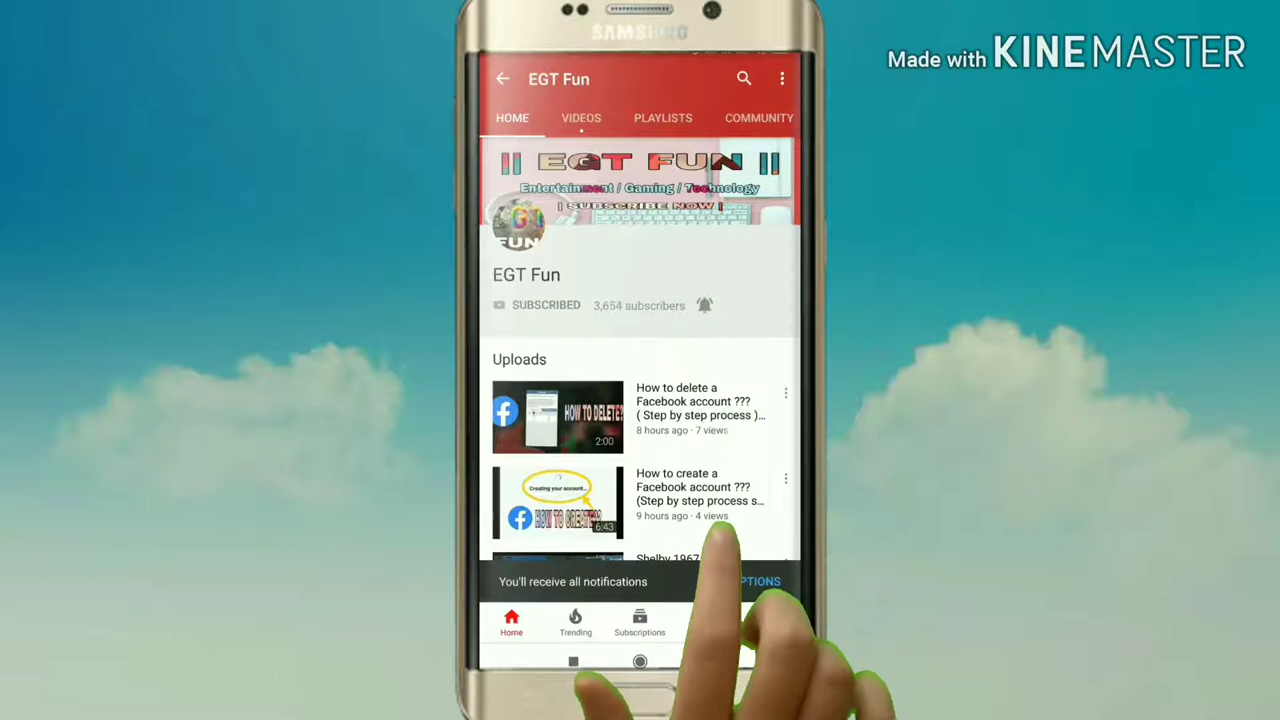 SAMSUNG
Made with KINEMASTER
EGT Fun
HOME VIDEOS PLAYLISTS COMMUNITY
|| EGT FUN ||
Entertainment / Gaming / Technology
| SUBSCRIBE NOW |
FUN
EGT Fun
SUBSCRIBED 3,654 subscribers
Uploads
HOW TO DELETE?
2:00
How to delete a
Facebook account ???
( Step by step process )...
8 hours ago · 7 views
Creating your account...
HOW TO CREATE??
6:43
How to create a
Facebook account ???
(Step by step process s...
9 hours ago · 4 views
Shelby 1967
You'll receive all notifications
Home Trending Subscriptions